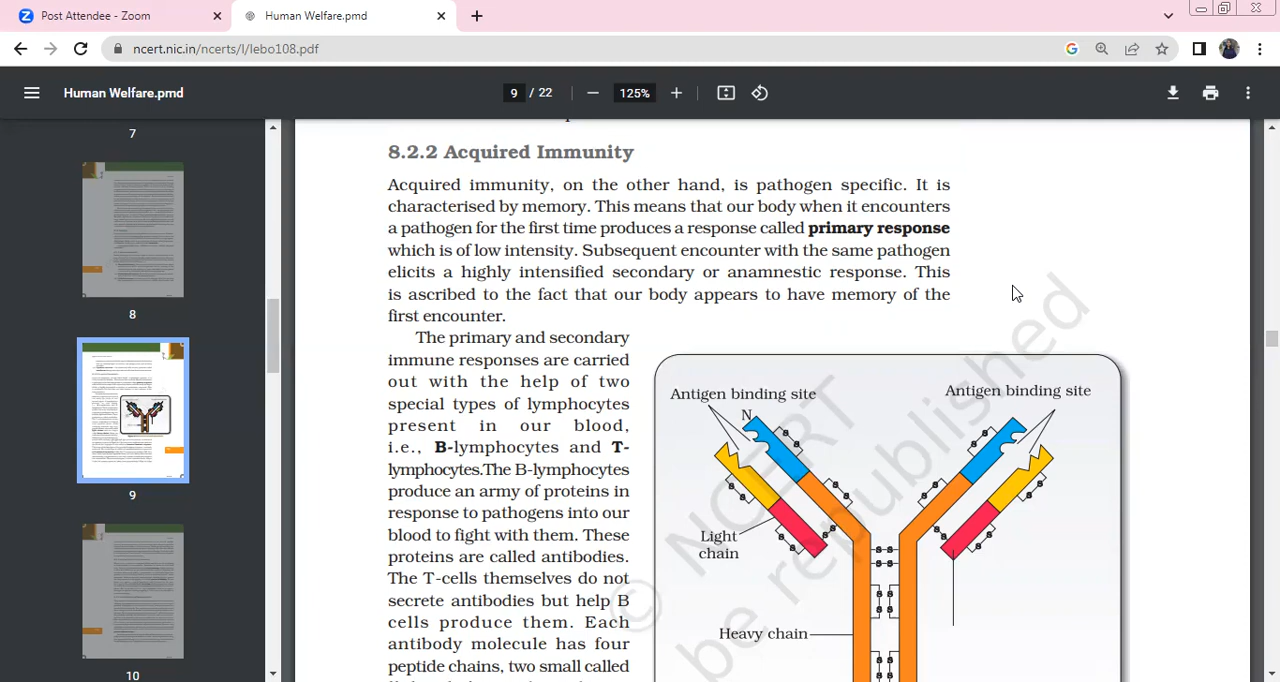 Post Attendee - Zoom
Human Welfare.pmd
ncert.nic.in/ncerts/l/lebo108.pdf
Human Welfare.pmd
9 / 22
125%
7
8
9
10
8.2.2 Acquired Immunity
Acquired immunity, on the other hand, is pathogen specific. It is
characterised by memory. This means that our body when it encounters
a pathogen for the first time produces a response called primary response
which is of low intensity. Subsequent encounter with the same pathogen
elicits a highly intensified secondary or anamnestic response. This
is ascribed to the fact that our body appears to have memory of the
first encounter.
The primary and secondary
immune responses are carried
out with the help of two
special types of lymphocytes
present in our blood,
i.e., B-lymphocytes and T-
lymphocytes.The B-lymphocytes
produce an army of proteins in
response to pathogens into our
blood to fight with them. These
proteins are called antibodies.
The T-cells themselves do not
secrete antibodies but help B
cells produce them. Each
antibody molecule has four
peptide chains, two small called
Antigen binding site
Antigen binding site
N
Light
chain
Heavy chain
© NCERT
be republished